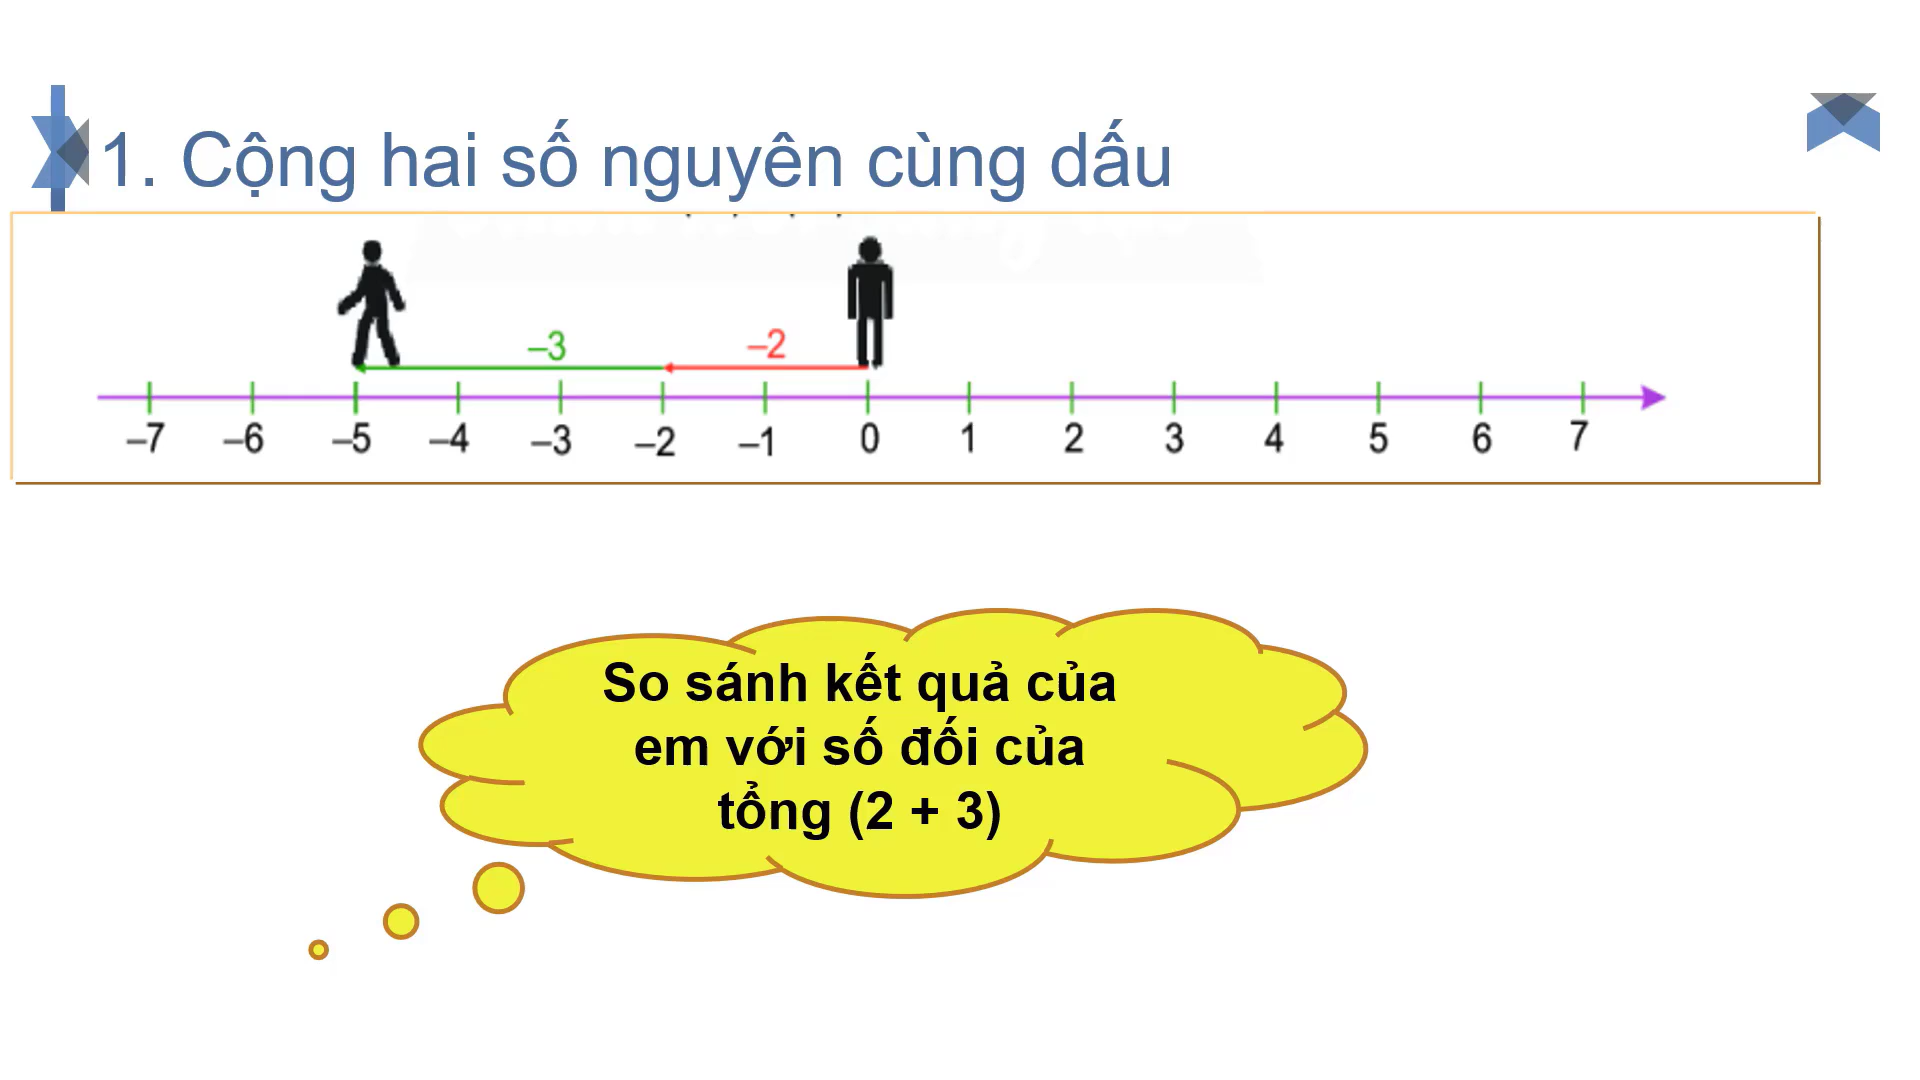 1. Cộng hai số nguyên cùng dấu
–3 –2
–7 –6 –5 –4 –3 –2 –1 0 1 2 3 4 5 6 7
So sánh kết quả của
em với số đối của
tổng (2 + 3)